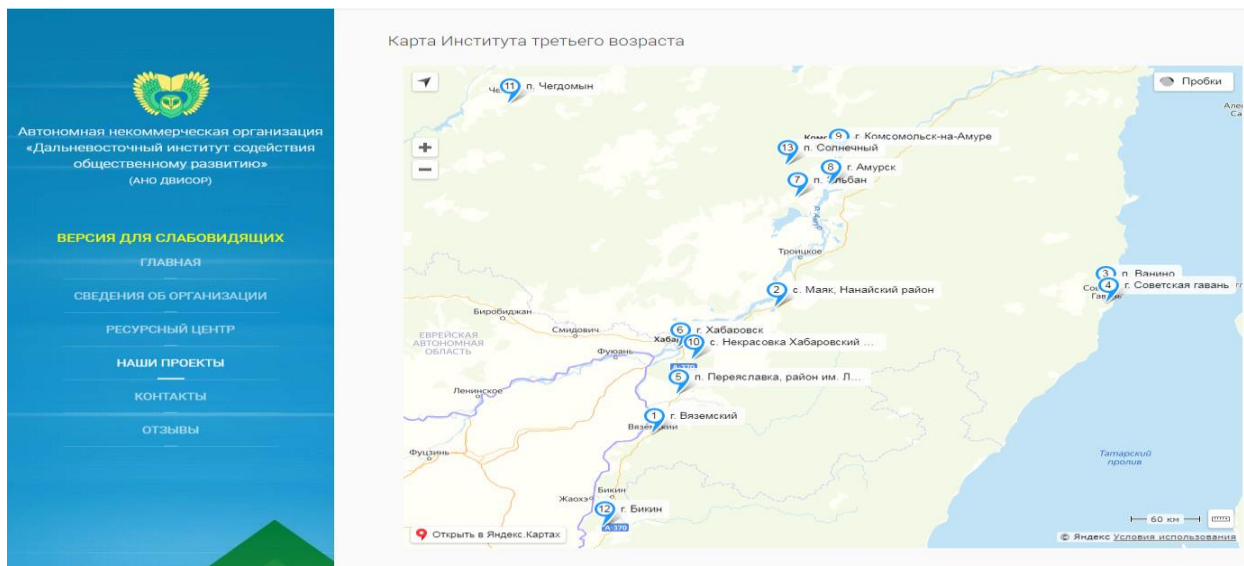 Автономная некоммерческая организация
«Дальневосточный институт содействия
общественному развитию»
(АНО ДВИСОР)
ВЕРСИЯ ДЛЯ СЛАБОВИДЯЩИХ
ГЛАВНАЯ
СВЕДЕНИЯ ОБ ОРГАНИЗАЦИИ
РЕСУРСНЫЙ ЦЕНТР
НАШИ ПРОЕКТЫ
КОНТАКТЫ
ОТЗЫВЫ
Карта Института третьего возраста
Пробки
11 п. Чегдомын
9 г. Комсомольск-на-Амуре
13 п. Солнечный
8 г. Амурск
7 п. Эльбан
р. Амур
Троицкое
3 п. Ванино
4 г. Советская гавань
2 с. Маяк, Нанайский район
Биробиджан
Смидович
6 г. Хабаровск
ЕВРЕЙСКАЯ
АВТОНОМНАЯ
ОБЛАСТЬ
10 с. Некрасовка Хабаровский ...
Фуюань
А-370
5 п. Переяславка, район им. Л...
Ленинское
1 г. Вяземский
Вяземский
Фуцзинь
Татарский
пролив
Бикин
Жаохэ
12 г. Бикин
А-370
60 км
Открыть в Яндекс.Картах
© Яндекс Условия использования